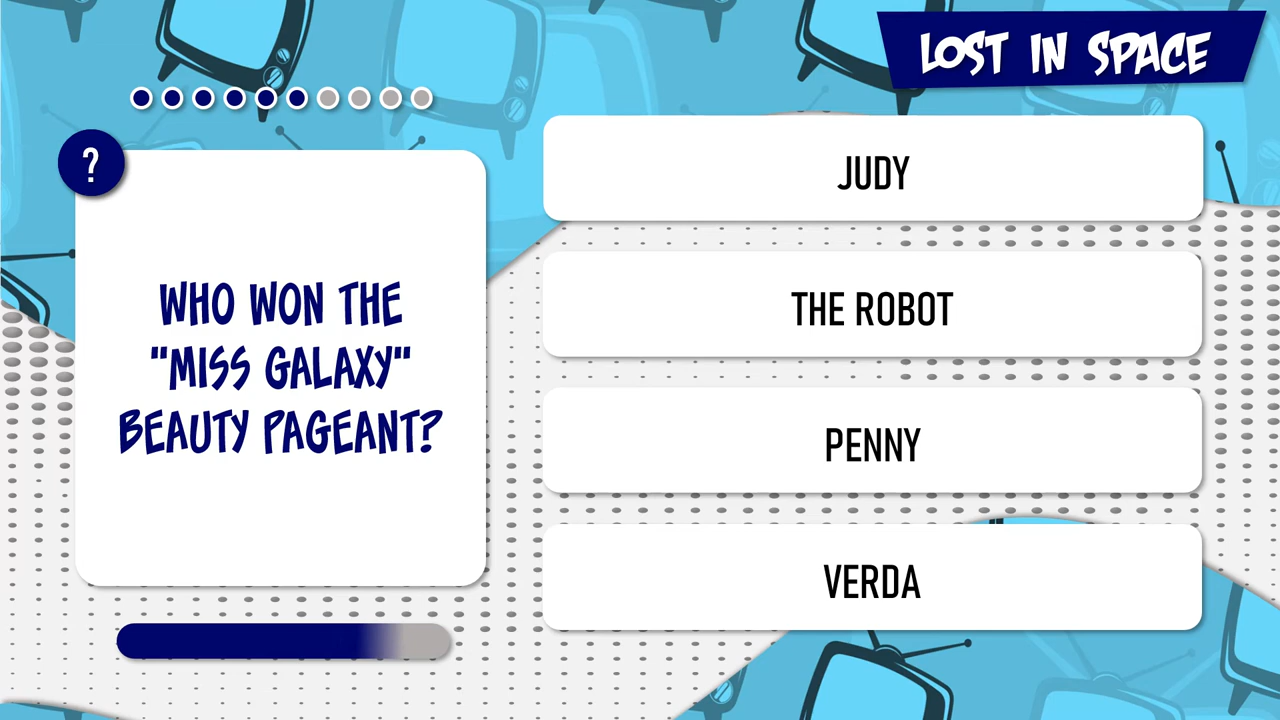 LOST IN SPACE
?
WHO WON THE
"MISS GALAXY"
BEAUTY PAGEANT?
JUDY
THE ROBOT
PENNY
VERDA